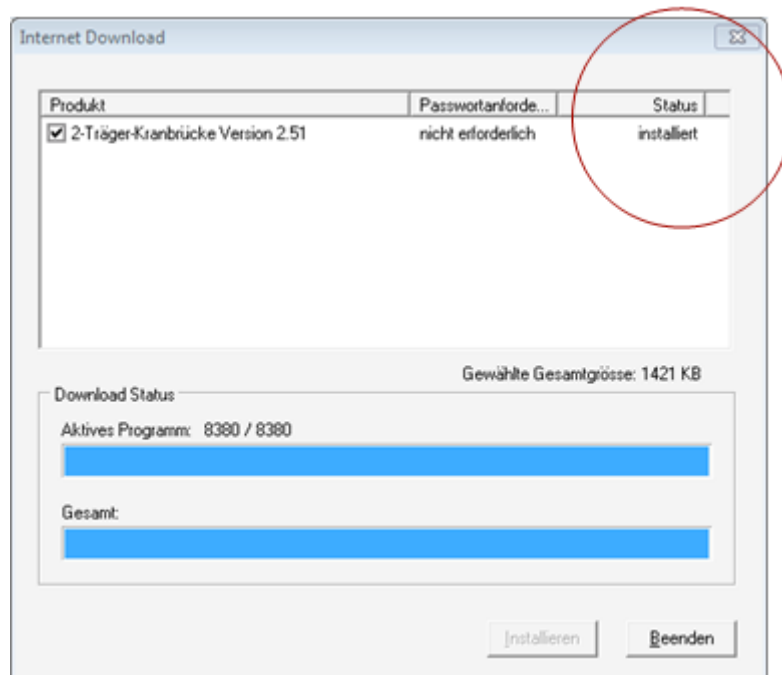 Internet Download
Produkt Passwortanforde... Status
2-Träger-Kranbrücke Version 2.51 nicht erforderlich installiert
Gewählte Gesamtgrösse: 1421 KB
Download Status
Aktives Programm: 8380 / 8380
Gesamt:
Installieren Beenden